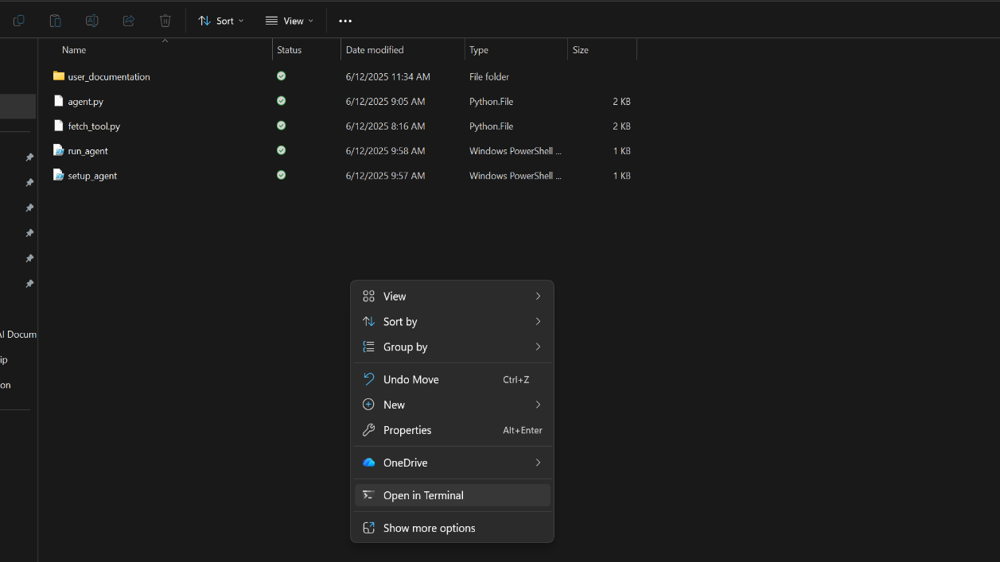 Sort
View
Name Status Date modified Type Size
user_documentation 6/12/2025 11:34 AM File folder
agent.py 6/12/2025 9:05 AM Python.File 2 KB
fetch_tool.py 6/12/2025 8:16 AM Python.File 2 KB
run_agent 6/12/2025 9:58 AM Windows PowerShell ... 1 KB
setup_agent 6/12/2025 9:57 AM Windows PowerShell ... 1 KB
AI Docum
ip
on
View
Sort by
Group by
Undo Move Ctrl+Z
New
Properties Alt+Enter
OneDrive
Open in Terminal
Show more options